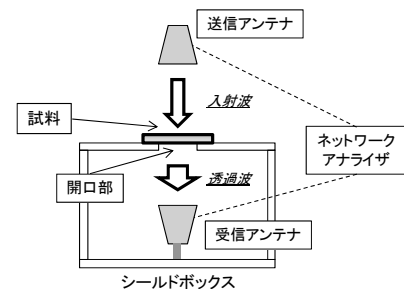 送信アンテナ
入射波
試料
ネットワーク
アナライザ
開口部
透過波
受信アンテナ
シールドボックス